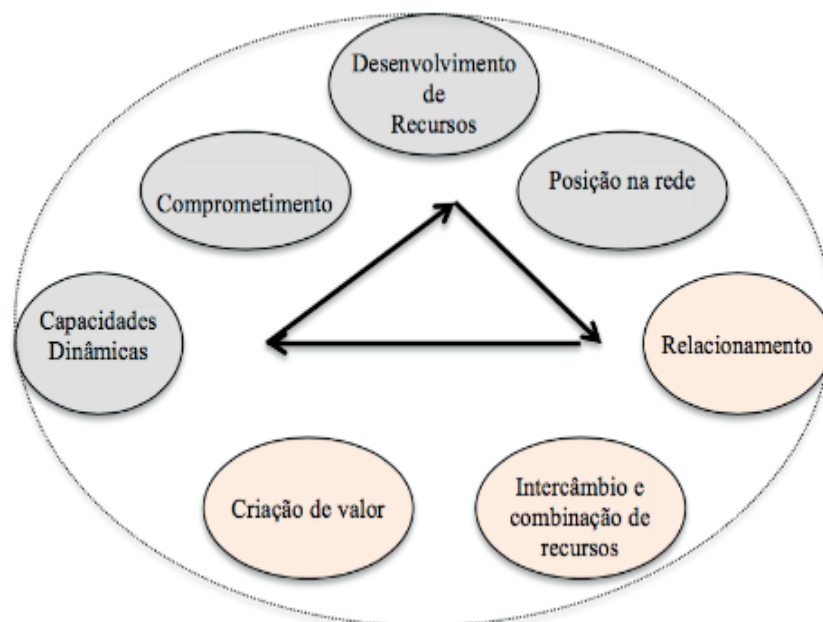 Desenvolvimento
de
Recursos
Comprometimento
Posição na rede
Capacidades
Dinâmicas
Relacionamento
Criação de valor
Intercâmbio e
combinação de
recursos